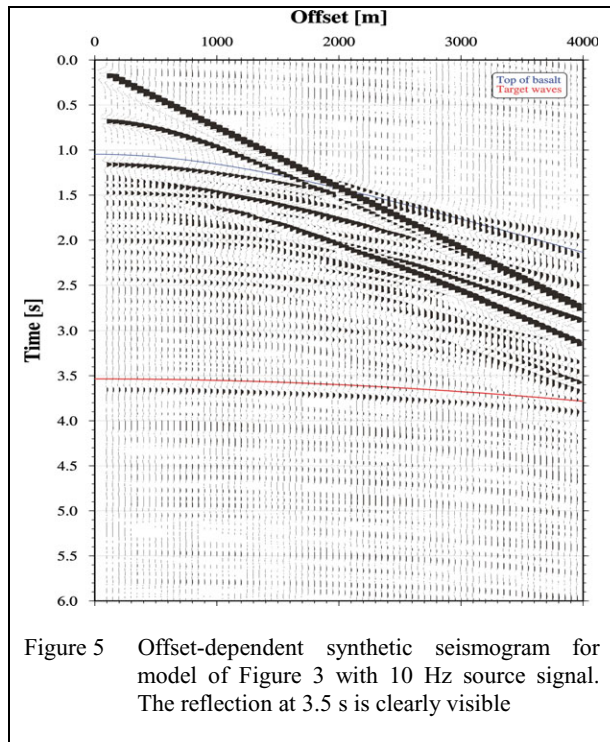 Offset [m]
0 1000 2000 3000 4000
0.0
Top of basalt
Target waves
0.5
1.0
1.5
2.0
2.5
3.0
3.5
4.0
4.5
5.0
5.5
6.0
Time [s]
Figure 5 Offset-dependent synthetic seismogram for
model of Figure 3 with 10 Hz source signal.
The reflection at 3.5 s is clearly visible